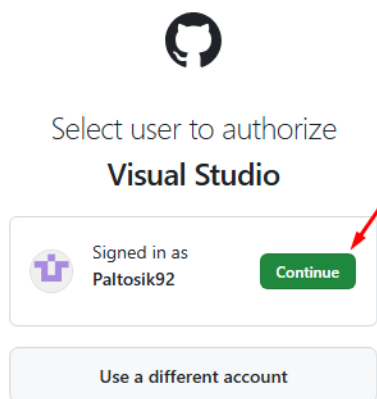 Select user to authorize
Visual Studio
Signed in as
Paltosik92
Continue
Use a different account